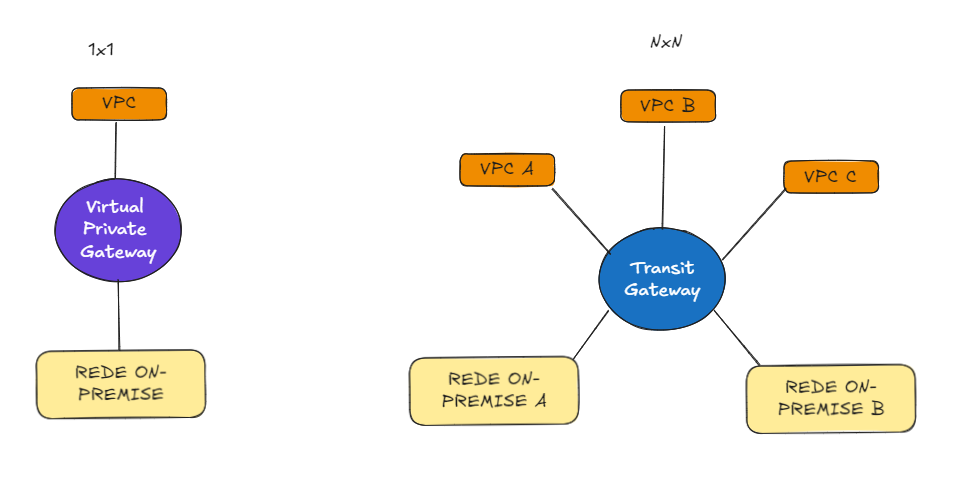 1x1
VPC
Virtual
Private
Gateway
REDE ON-
PREMISE
NxN
VPC B
VPC A
VPC C
Transit
Gateway
REDE ON-
PREMISE A
REDE ON-
PREMISE B